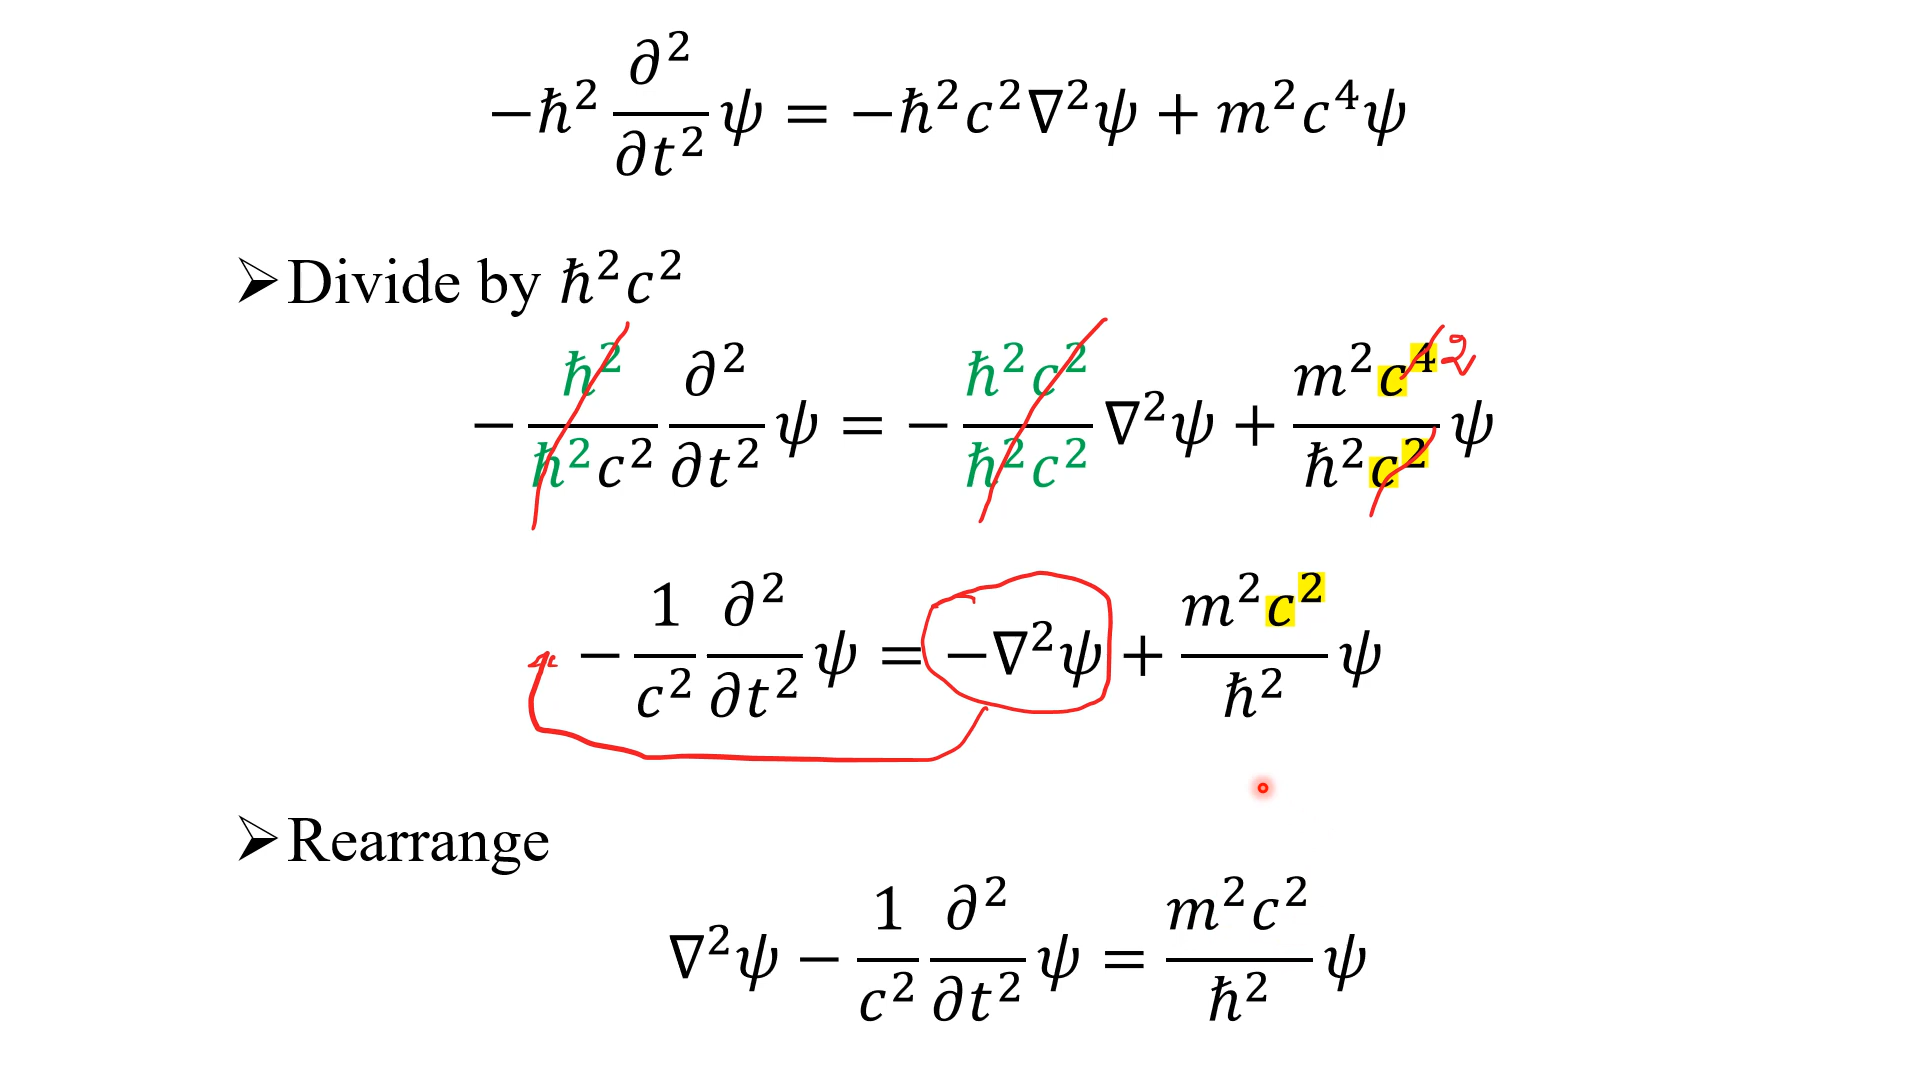 −ħ² ∂²/∂t² ψ = −ħ²c²∇²ψ + m²c⁴ψ
➢Divide by ħ²c²
−ħ²/ħ²c² ∂²/∂t² ψ = −ħ²c²/ħ²c² ∇²ψ + m²c⁴/ħ²c² ψ 2
−1/c² ∂²/∂t² ψ = −∇²ψ + m²c²/ħ² ψ
➢Rearrange
∇²ψ − 1/c² ∂²/∂t² ψ = m²c²/ħ² ψ